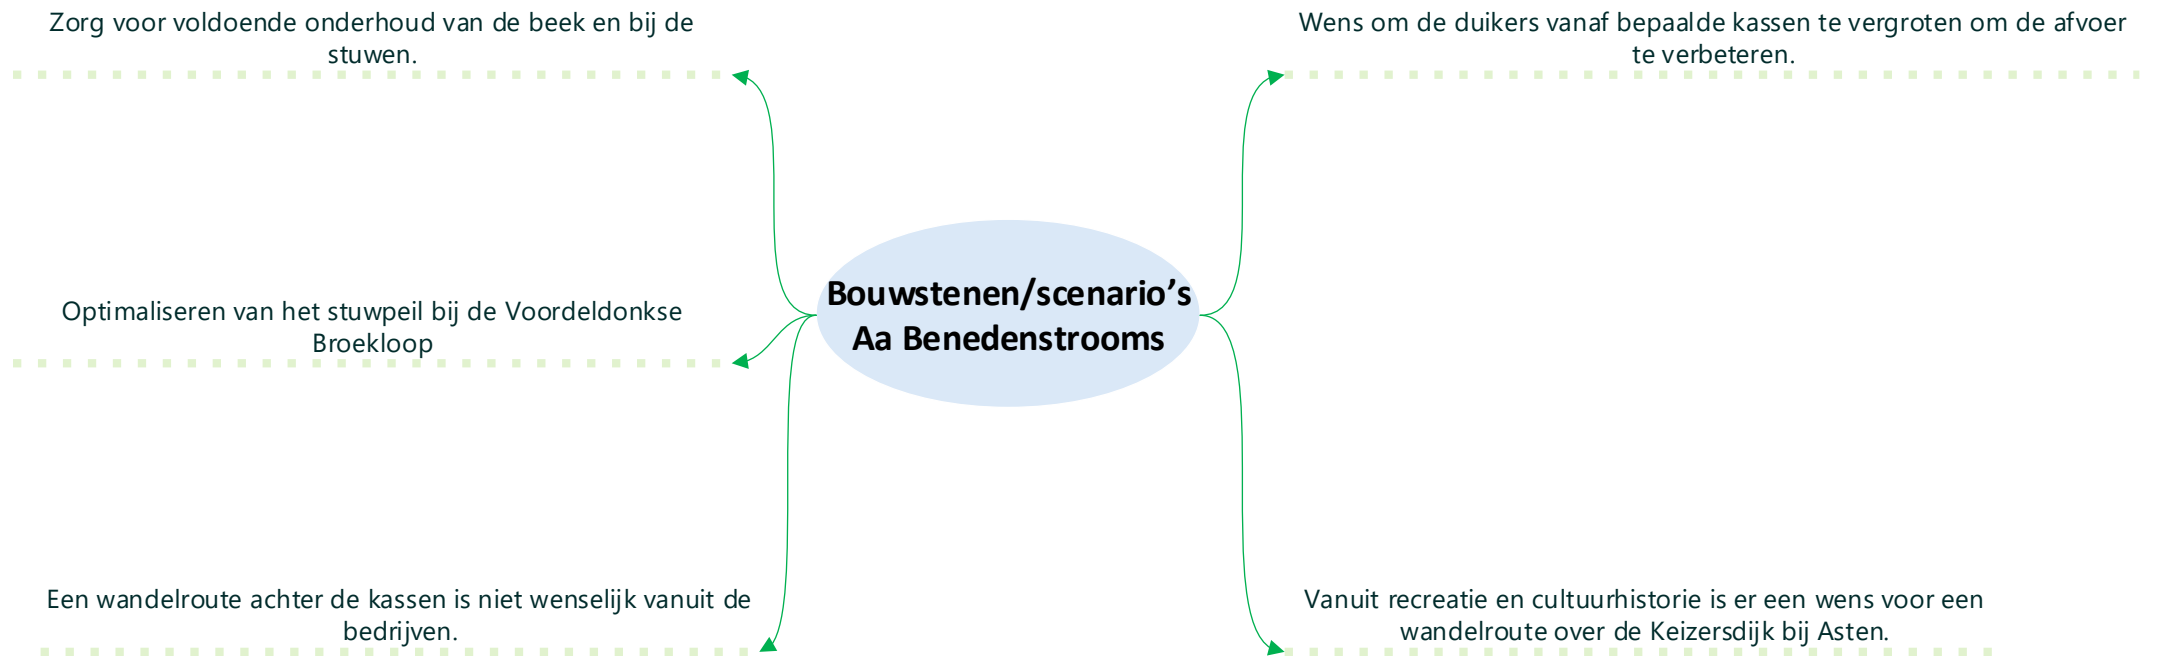 Zorg voor voldoende onderhoud van de beek en bij de
stuwen.
Wens om de duikers vanaf bepaalde kassen te vergroten om de afvoer
te verbeteren.
Bouwstenen/scenario’s
Aa Benedenstrooms
Optimaliseren van het stuwpeil bij de Voordeldonkse
Broekloop
Een wandelroute achter de kassen is niet wenselijk vanuit de
bedrijven.
Vanuit recreatie en cultuurhistorie is er een wens voor een
wandelroute over de Keizersdijk bij Asten.